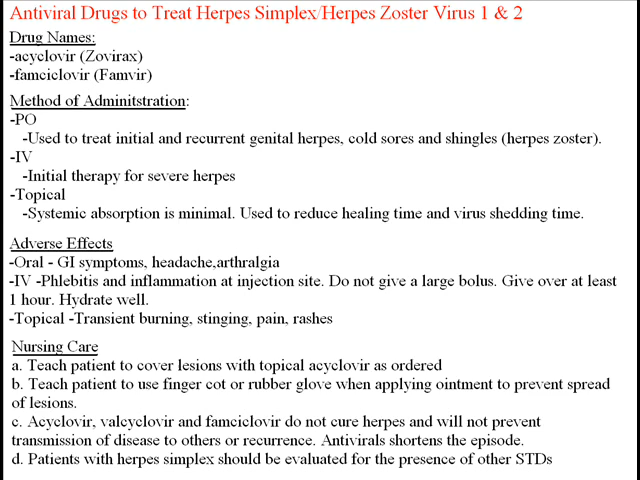 Antiviral Drugs to Treat Herpes Simplex/Herpes Zoster Virus 1 & 2
Drug Names:
-acyclovir (Zovirax)
-famciclovir (Famvir)
Method of Adminitstration:
-PO
-Used to treat initial and recurrent genital herpes, cold sores and shingles (herpes zoster).
-IV
-Initial therapy for severe herpes
-Topical
-Systemic absorption is minimal. Used to reduce healing time and virus shedding time.
Adverse Effects
-Oral - GI symptoms, headache,arthralgia
-IV -Phlebitis and inflammation at injection site. Do not give a large bolus. Give over at least
1 hour. Hydrate well.
-Topical -Transient burning, stinging, pain, rashes
Nursing Care
a. Teach patient to cover lesions with topical acyclovir as ordered
b. Teach patient to use finger cot or rubber glove when applying ointment to prevent spread
of lesions.
c. Acyclovir, valcyclovir and famciclovir do not cure herpes and will not prevent
transmission of disease to others or recurrence. Antivirals shortens the episode.
d. Patients with herpes simplex should be evaluated for the presence of other STDs